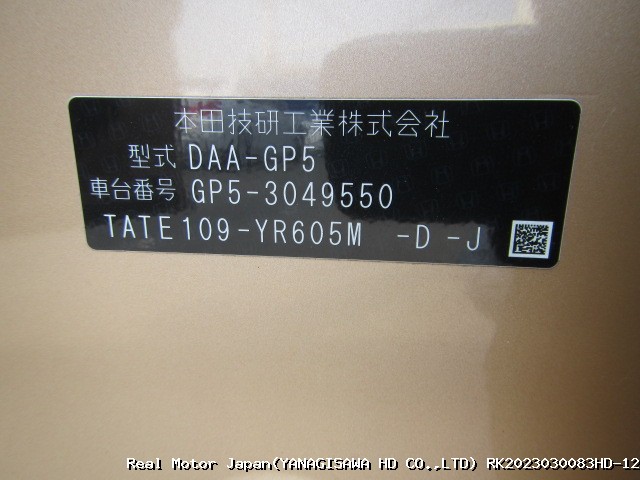 本田技研工業株式会社
型式 DAA-GP5
車台番号 GP5-3049550
TATE109-YR605M -D -J
Real Motor Japan(YANAGISAWA HD CO.,LTD) RK2023030083HD-12